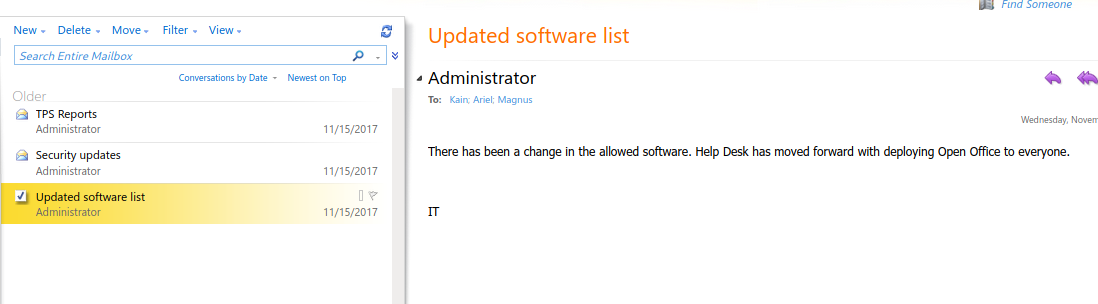 Find Someone
New Delete Move Filter View
Search Entire Mailbox
Conversations by Date Newest on Top
Older
TPS Reports
Administrator 11/15/2017
Security updates
Administrator 11/15/2017
Updated software list
Administrator 11/15/2017
Updated software list
Administrator
To: Kain; Ariel; Magnus
Wednesday, Novem
There has been a change in the allowed software. Help Desk has moved forward with deploying Open Office to everyone.
IT